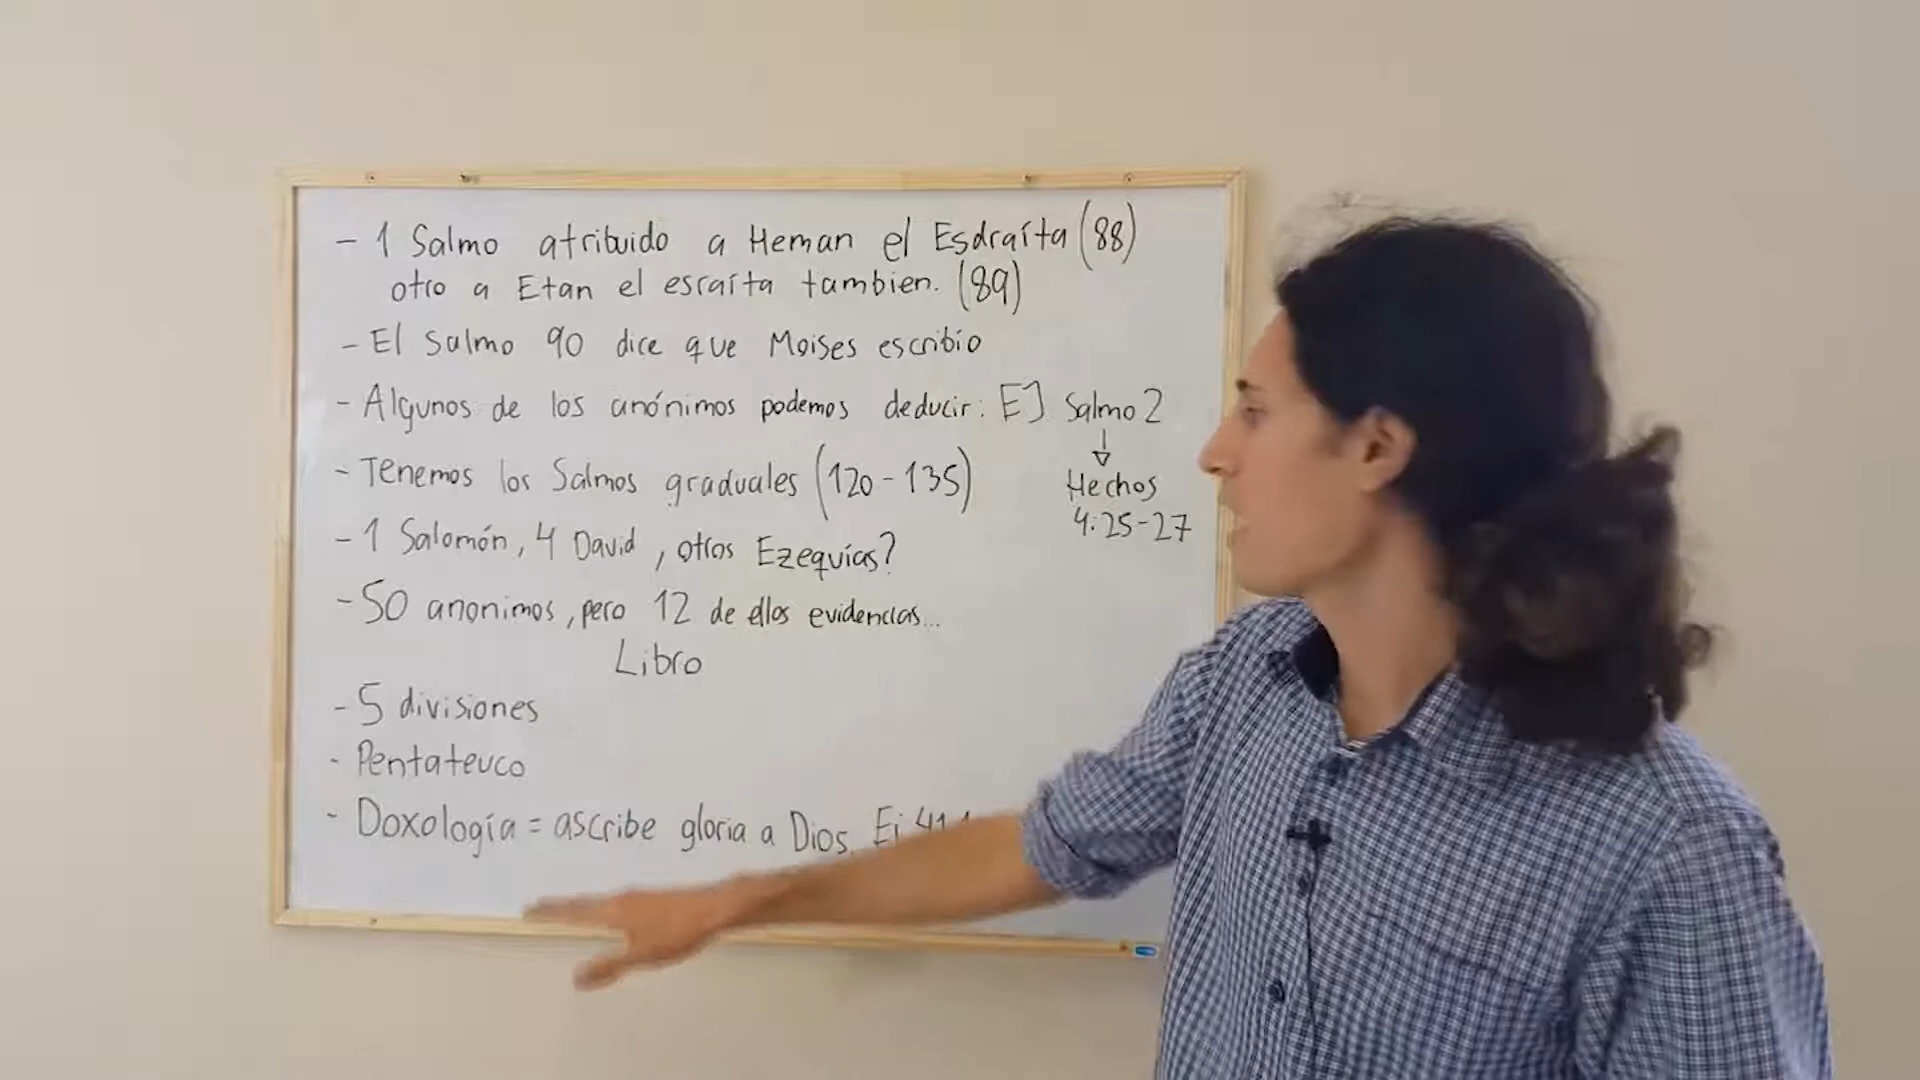 - 1 Salmo atribuido a Heman el Esdraíta (88)
otro a Etan el esraíta tambien. (89)
- El Salmo 90 dice que Moises escribio
- Algunos de los anónimos podemos deducir: EJ Salmo 2
↓
Hechos
4:25-27
- Tenemos los Salmos graduales (120-135)
- 1 Salomón, 4 David, otros Ezequías?
- 50 anonimos, pero 12 de ellos evidencias...
Libro
- 5 divisiones
- Pentateuco
- Doxología = ascribe gloria a Dios. Ej 41